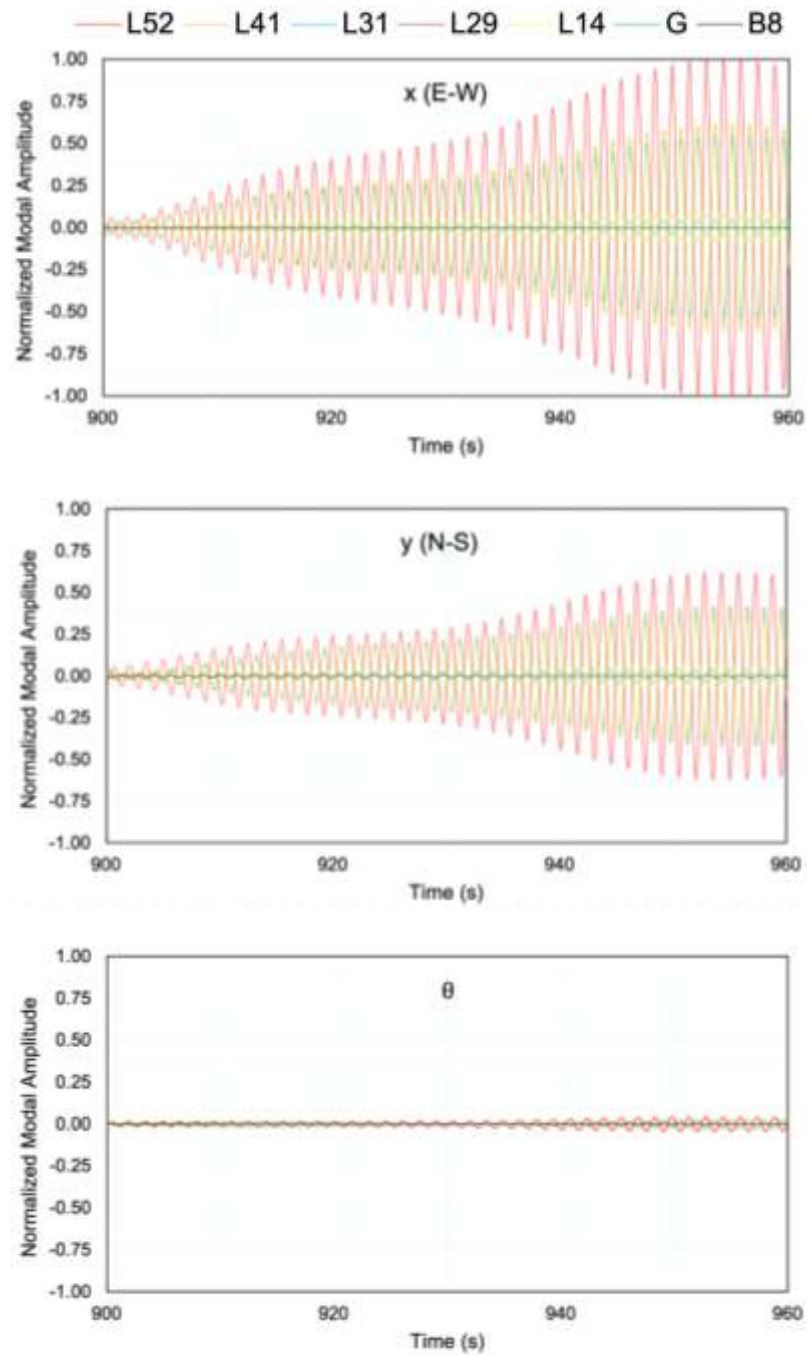 L52 L41 L31 L29 L14 G B8
1.00
0.75
0.50
0.25
0.00
-0.25
-0.50
-0.75
-1.00
Normalized Modal Amplitude
x (E-W)
900 920 940 960
Time (s)
1.00
0.75
0.50
0.25
0.00
-0.25
-0.50
-0.75
-1.00
Normalized Modal Amplitude
y (N-S)
900 920 940 960
Time (s)
1.00
0.75
0.50
0.25
0.00
-0.25
-0.50
-0.75
-1.00
Normalized Modal Amplitude
θ
900 920 940 960
Time (s)